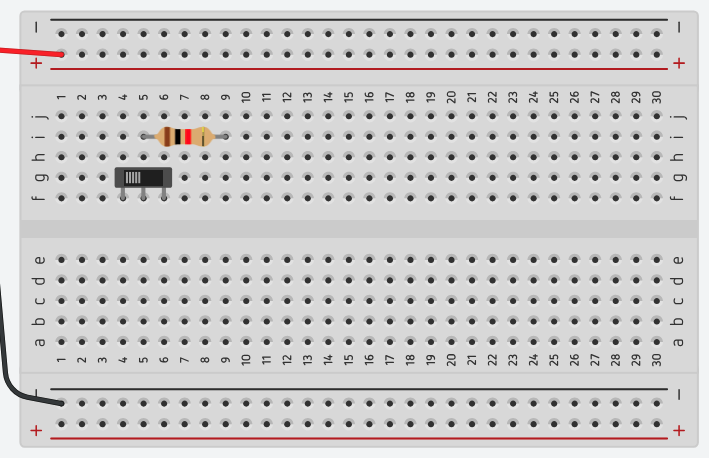 − −
+ +
1 2 3 4 5 6 7 8 9 10 11 12 13 14 15 16 17 18 19 20 21 22 23 24 25 26 27 28 29 30
j j
i i
h h
g g
f f
e e
d d
c c
b b
a a
1 2 3 4 5 6 7 8 9 10 11 12 13 14 15 16 17 18 19 20 21 22 23 24 25 26 27 28 29 30
− −
+ +